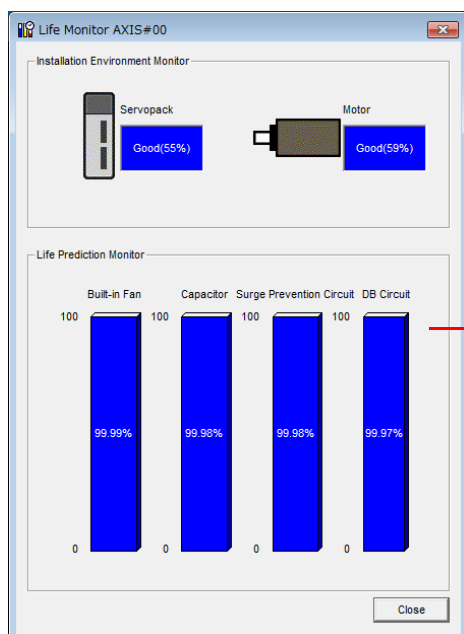 Life Monitor AXIS#00
Installation Environment Monitor
Servopack
Motor
Good(55%)
Good(59%)
Life Prediction Monitor
Built-in Fan
Capacitor
Surge Prevention Circuit
DB Circuit
100
100
100
100
99.99%
99.98%
99.98%
99.97%
0
0
0
0
Close